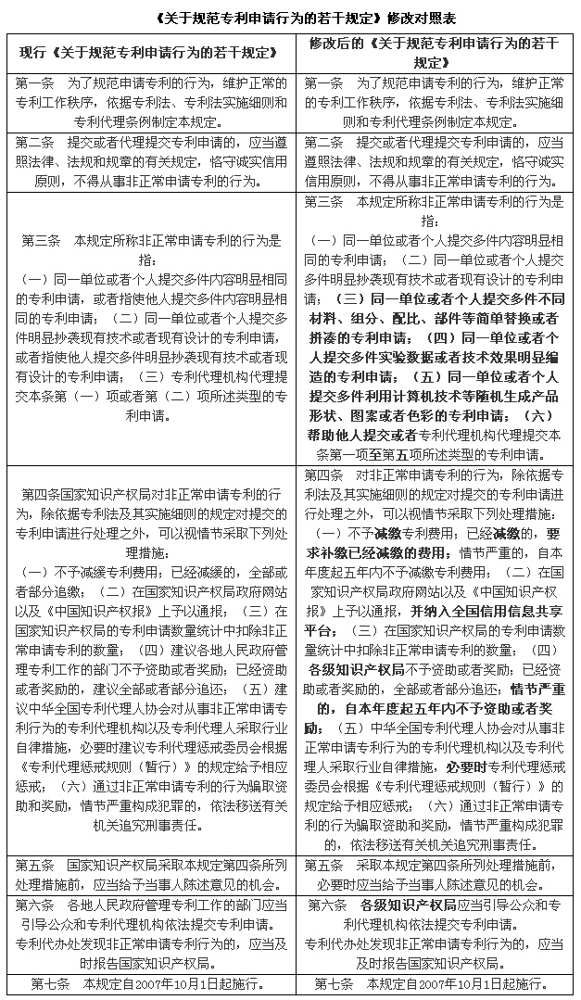 《关于规范专利申请行为的若干规定》修改对照表
现行《关于规范专利申请行为的若干规定》
修改后的《关于规范专利申请行为的若干
规定》
第一条　为了规范申请专利的行为，维护正常的
专利工作秩序，依据专利法、专利法实施细则和
专利代理条例制定本规定。
第一条　为了规范申请专利的行为，维护正常
的专利工作秩序，依据专利法、专利法实施细
则和专利代理条例制定本规定。
第二条　提交或者代理提交专利申请的，应当遵
照法律、法规和规章的有关规定，恪守诚实信用
原则，不得从事非正常申请专利的行为。
第二条　提交或者代理提交专利申请的，应当
遵照法律、法规和规章的有关规定，恪守诚实
信用原则，不得从事非正常申请专利的行为。
第三条　本规定所称非正常申请专利的行为是
指：
（一）同一单位或者个人提交多件内容明显相同
的专利申请，或者指使他人提交多件内容明显相
同的专利申请；（二）同一单位或者个人提交多
件明显抄袭现有技术或者现有设计的专利申请，
或者指使他人提交多件明显抄袭现有技术或者现
有设计的专利申请；（三）专利代理机构代理提
交本条第（一）项或者第（二）项所述类型的专
利申请。
第三条　本规定所称非正常申请专利的行为是
指：
（一）同一单位或者个人提交多件内容明显相
同的专利申请；（二）同一单位或者个人提交
多件明显抄袭现有技术或者现有设计的专利申
请；（三）同一单位或者个人提交多件不同
材料、组分、配比、部件等简单替换或者
拼凑的专利申请；（四）同一单位或者个
人提交多件实验数据或者技术效果明显编
造的专利申请；（五）同一单位或者个人
提交多件利用计算机技术等随机生成产品
形状、图案或者色彩的专利申请；（六）
帮助他人提交或者专利代理机构代理提交本
条第一项至第五项所述类型的专利申请。
第四条国家知识产权局对非正常申请专利的行
为，除依据专利法及其实施细则的规定对提交的
专利申请进行处理之外，可以视情节采取下列处
理措施：
（一）不予减缓专利费用；已经减缓的，全部或
者部分追缴；（二）在国家知识产权局政府网站
以及《中国知识产权报》上予以通报；（三）在
国家知识产权局的专利申请数量统计中扣除非正
常申请专利的数量；（四）建议各地人民政府管
理专利工作的部门不予资助或者奖励；已经资助
或者奖励的，建议全部或者部分追还；（五）建
议中华全国专利代理人协会对从事非正常申请专
利行为的专利代理机构以及专利代理人采取行业
自律措施，必要时建议专利代理惩戒委员会根据
《专利代理惩戒规则（暂行）》的规定给予相应
惩戒；（六）通过非正常申请专利的行为骗取资
助和奖励，情节严重构成犯罪的，依法移送有关
机关追究刑事责任。
第四条　对非正常申请专利的行为，除依据专
利法及其实施细则的规定对提交的专利申请进
行处理之外，可以视情节采取下列处理措施：
（一）不予减缴专利费用；已经减缴的，要
求补缴已经减缴的费用；情节严重的，自本
年度起五年内不予减缴专利费用；（二）在国
家知识产权局政府网站以及《中国知识产权
报》上予以通报，并纳入全国信用信息共享
平台；（三）在国家知识产权局的专利申请数
量统计中扣除非正常申请专利的数量；（四）
各级知识产权局不予资助或者奖励；已经资
助或者奖励的，全部或者部分追还；情节严重
的，自本年度起五年内不予资助或者奖
励；（五）中华全国专利代理人协会对从事非
正常申请专利行为的专利代理机构以及专利代
理人采取行业自律措施，必要时专利代理惩戒
委员会根据《专利代理惩戒规则（暂行）》的
规定给予相应惩戒；（六）通过非正常申请专
利的行为骗取资助和奖励，情节严重构成犯罪
的，依法移送有关机关追究刑事责任。
第五条　国家知识产权局采取本规定第四条所列
处理措施前，应当给予当事人陈述意见的机会。
第五条　采取本规定第四条所列处理措施前，
必要时应当给予当事人陈述意见的机会。
第六条　各地人民政府管理专利工作的部门应当
引导公众和专利代理机构依法提交专利申请。
专利代办处发现非正常申请专利行为的，应当及
时报告国家知识产权局。
第六条　各级知识产权局应当引导公众和专
利代理机构依法提交专利申请。
专利代办处发现非正常申请专利行为的，应当
及时报告国家知识产权局。
第七条　本规定自2007年10月1日起施行。
第七条　本规定自2007年10月1日起施行。